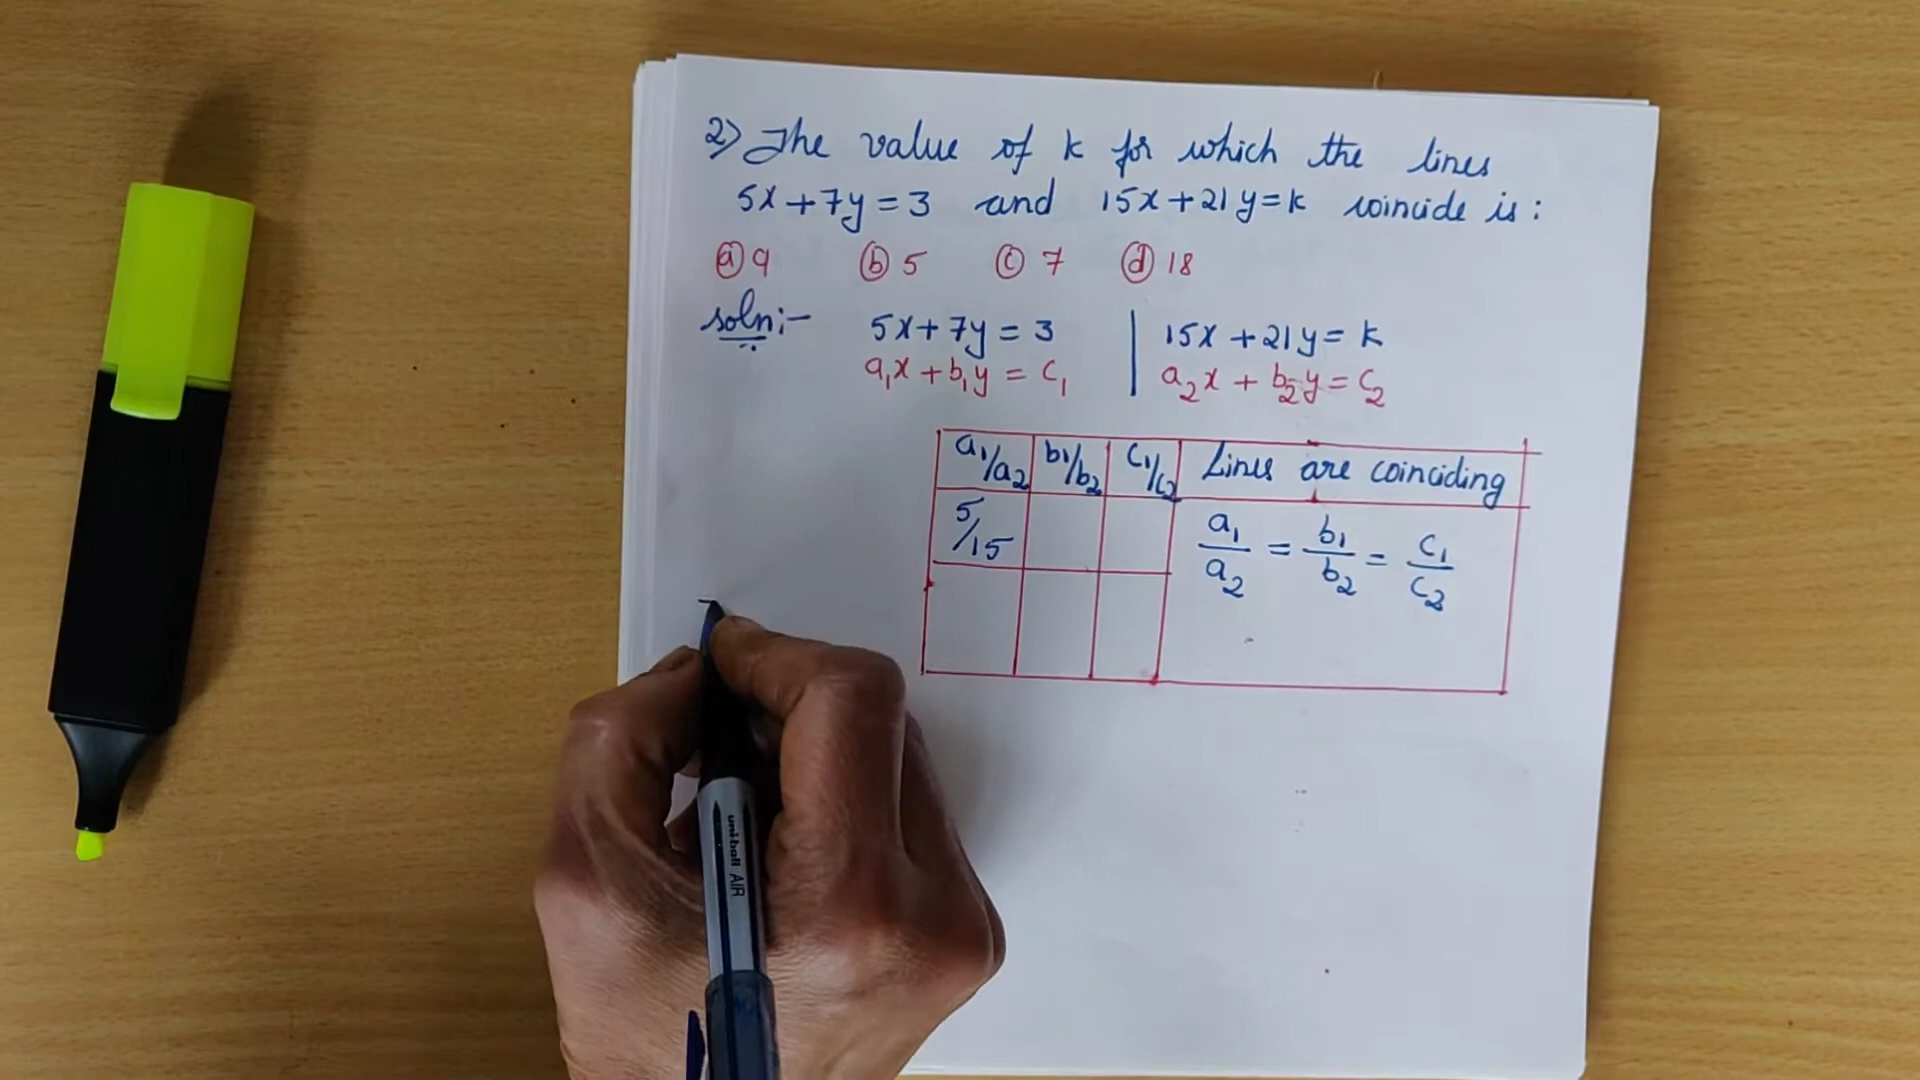 2) The value of k for which the lines
5x + 7y = 3 and 15x + 21y = k coincide is :
ⓐ 9 ⓑ 5 ⓒ 7 ⓓ 18
soln:- 5x + 7y = 3 | 15x + 21y = k
a₁x + b₁y = c₁ | a₂x + b₂y = c₂
a₁/a₂ b₁/b₂ c₁/c₂ Lines are coinciding
5/15 a₁/a₂ = b₁/b₂ = c₁/c₂
uniball AIR